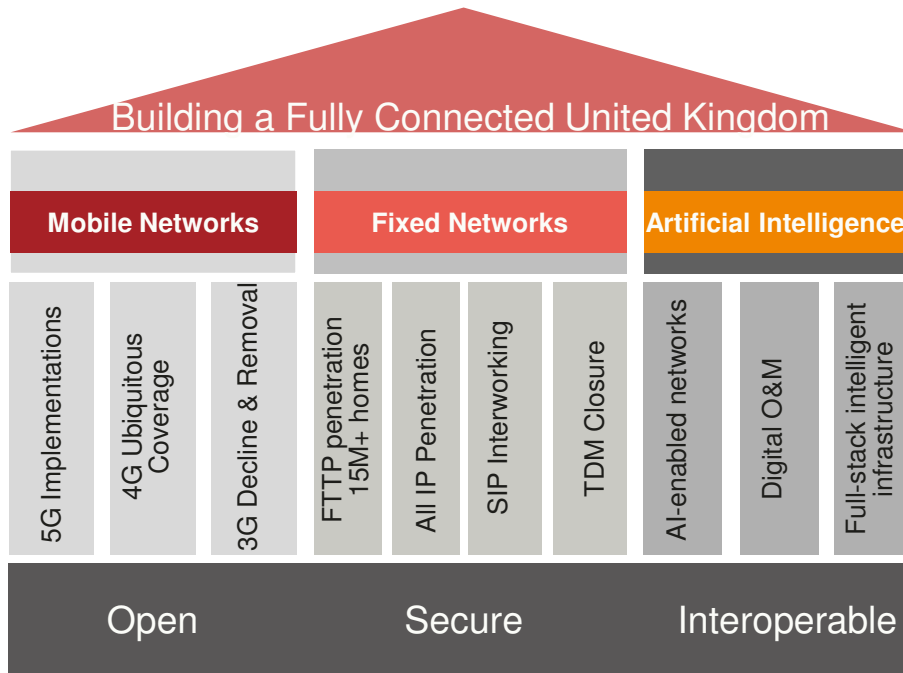 Building a Fully Connected United Kingdom
Mobile Networks
Fixed Networks
Artificial Intelligence
5G Implementations
4G Ubiquitous
Coverage
3G Decline & Removal
FTTP penetration
15M+ homes
All IP Penetration
SIP Interworking
TDM Closure
AI-enabled networks
Digital O&M
Full-stack intelligent
infrastructure
Open
Secure
Interoperable